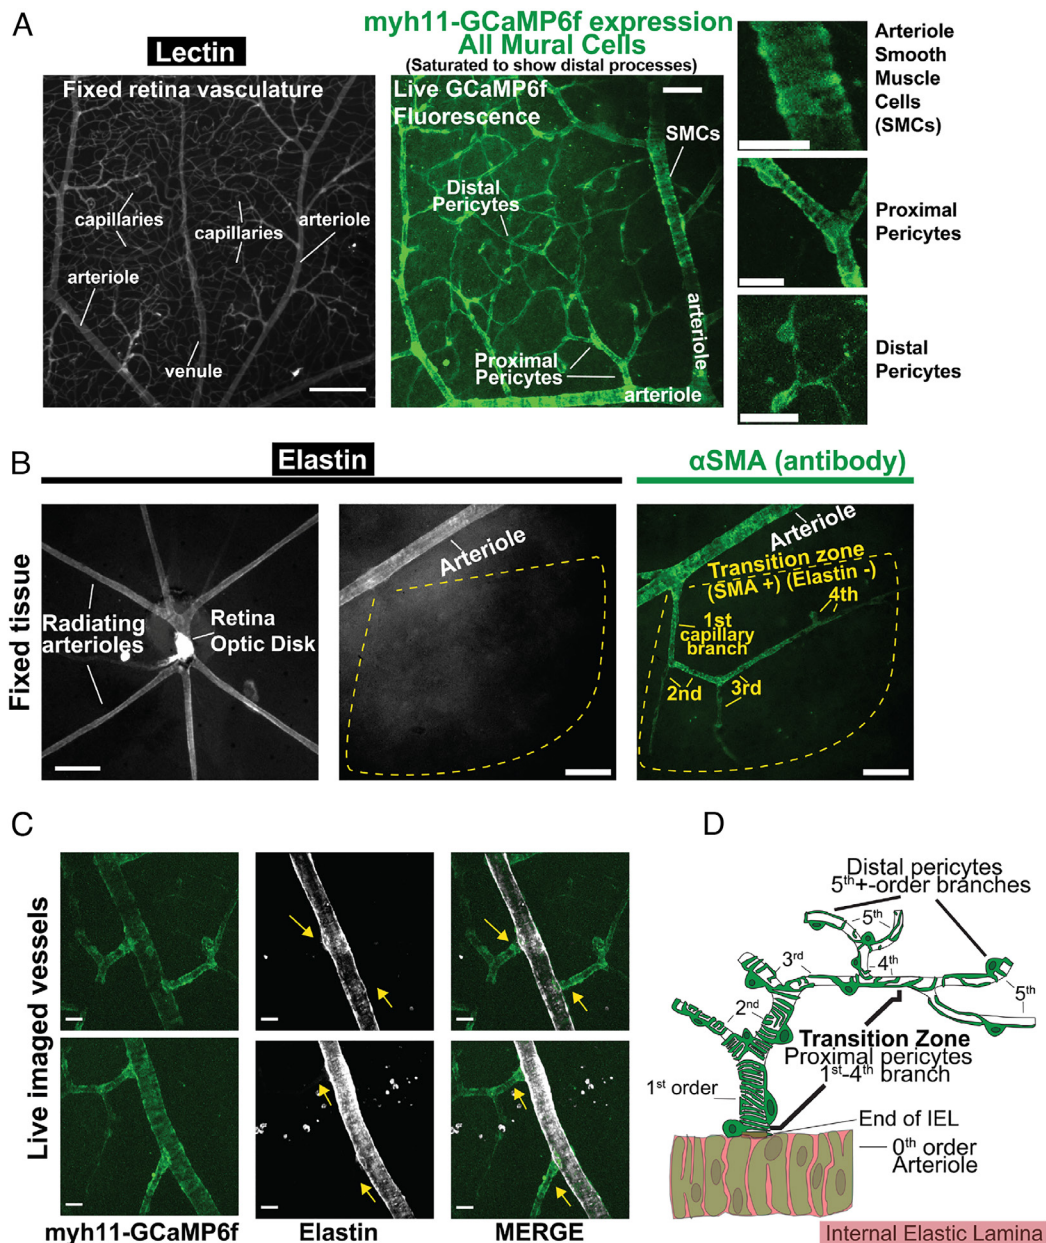 A
Lectin
Fixed retina vasculature
capillaries
capillaries
arteriole
arteriole
venule
myh11-GCaMP6f expression
All Mural Cells
(Saturated to show distal processes)
Live GCaMP6f
Fluorescence
SMCs
Distal
Pericytes
arteriole
Proximal
Pericytes
arteriole
Arteriole
Smooth
Muscle
Cells
(SMCs)
Proximal
Pericytes
Distal
Pericytes
B
Elastin
αSMA (antibody)
Fixed tissue
Radiating
arterioles
Retina
Optic Disk
Arteriole
Arteriole
Transition zone
(SMA +) (Elastin -)
4th
1st
capillary
branch
2nd
3rd
C
Live imaged vessels
myh11-GCaMP6f
Elastin
MERGE
D
Distal pericytes
5th+-order branches
5th
3rd
4th
5th
2nd
Transition Zone
Proximal pericytes
1st-4th branch
1st order
End of IEL
0th order
Arteriole
Internal Elastic Lamina